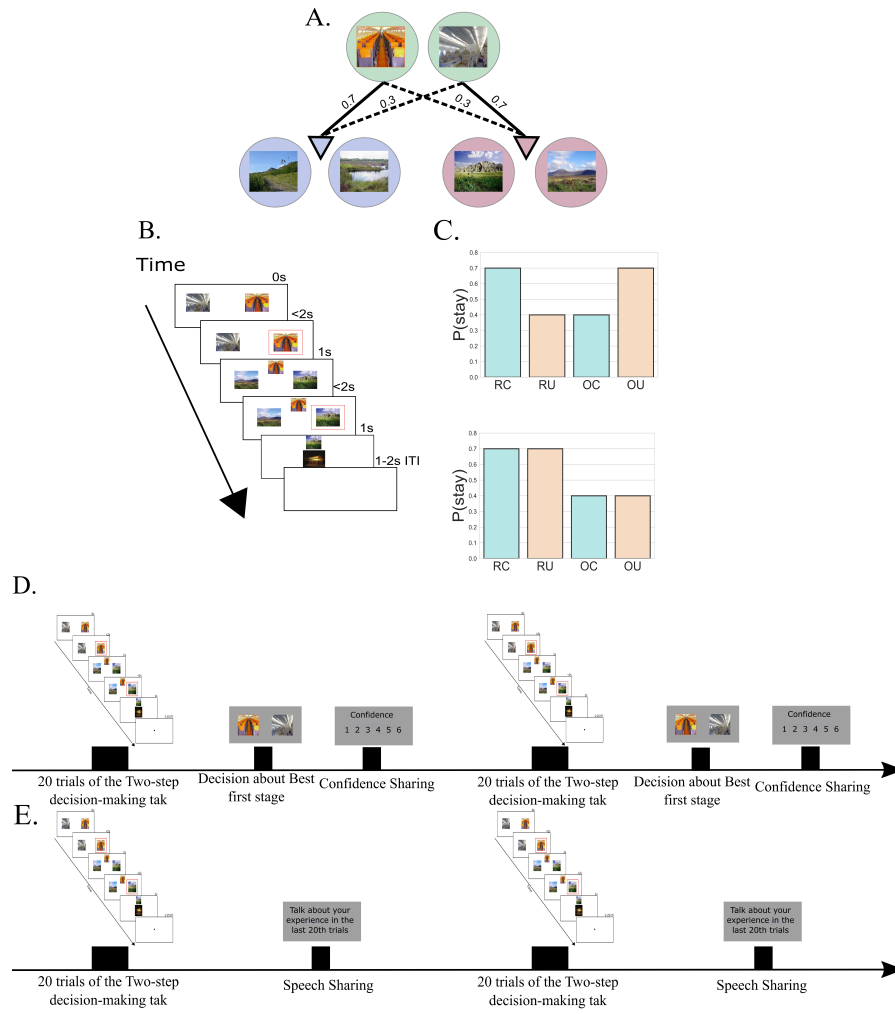 A.
0.7
0.3
0.3
0.7
B.
Time
0s
<2s
1s
<2s
1s
1-2s ITI
C.
P(stay)
0.8
0.7
0.6
0.5
0.4
0.3
0.2
0.1
0.0
RC RU OC OU
P(stay)
0.8
0.7
0.6
0.5
0.4
0.3
0.2
0.1
0.0
RC RU OC OU
D.
Confidence
1 2 3 4 5 6
Confidence
1 2 3 4 5 6
20 trials of the Two-step
decision-making tak
Decision about Best
first stage
Confidence Sharing
20 trials of the Two-step
decision-making tak
Decision about Best
first stage
Confidence Sharing
E.
Talk about your
experience in the
last 20th trials
Talk about your
experience in the
last 20th trials
20 trials of the Two-step
decision-making tak
Speech Sharing
20 trials of the Two-step
decision-making tak
Speech Sharing